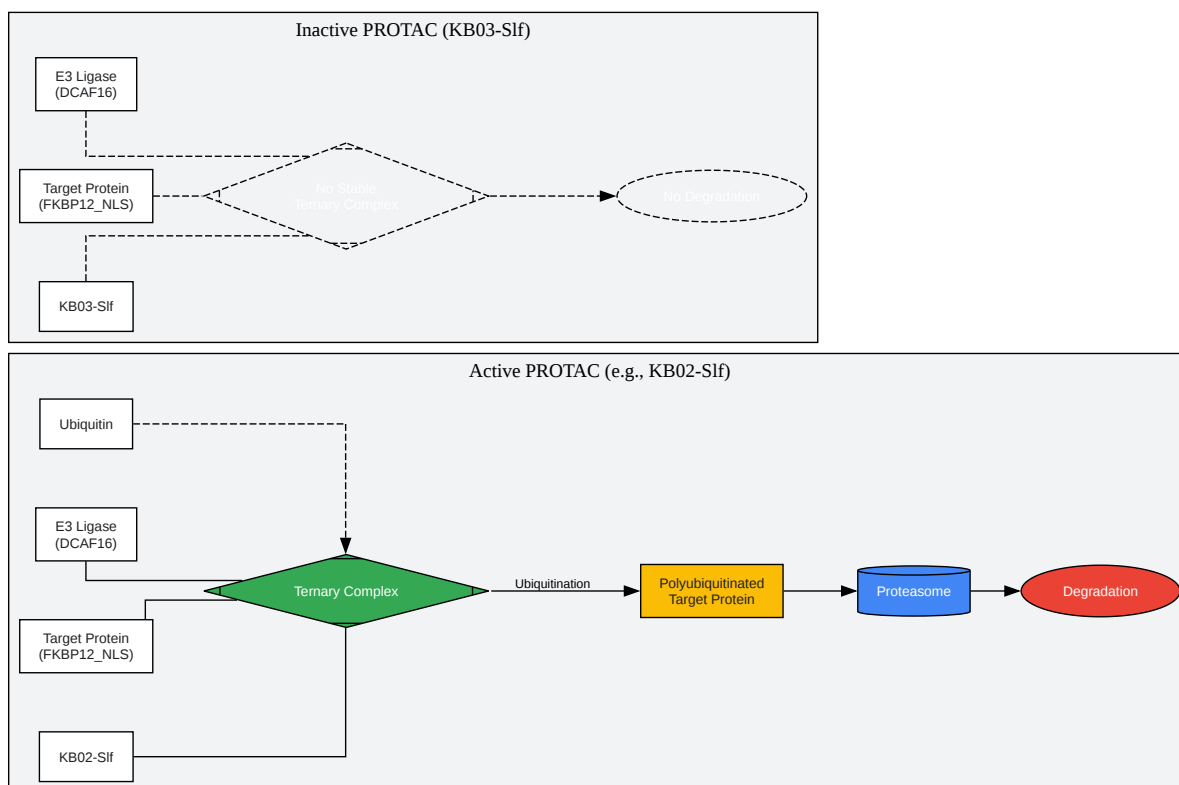 Inactive PROTAC (KB03-Slf)
E3 Ligase
(DCAF16)
Target Protein
(FKBP12_NLS)
KB03-Slf
No Stable
Ternary Complex
No Degradation
Active PROTAC (e.g., KB02-Slf)
Ubiquitin
E3 Ligase
(DCAF16)
Target Protein
(FKBP12_NLS)
KB02-Slf
Ternary Complex
Ubiquitination
Polyubiquitinated
Target Protein
Proteasome
Degradation